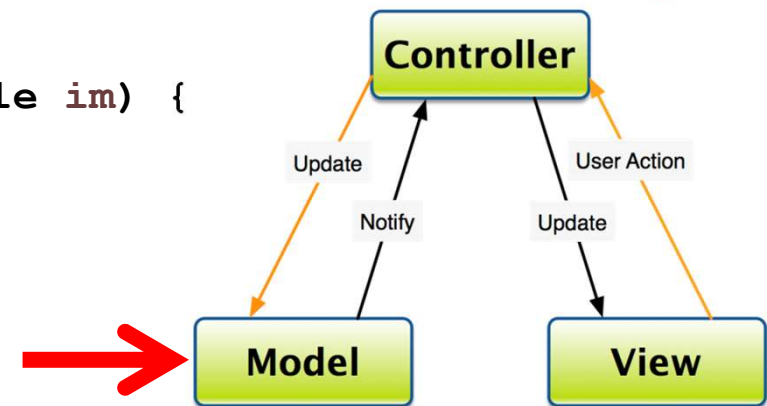 Controller
le im) {
Update
User Action
Notify
Update
Model
View